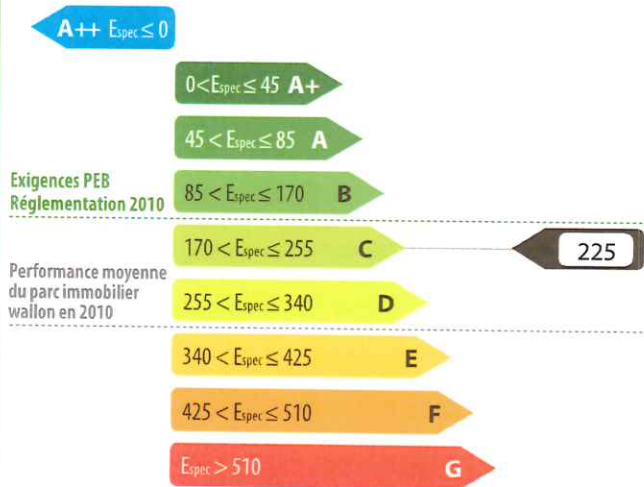 A++ Espec ≤ 0
0 < Espec ≤ 45 A+
45 < Espec ≤ 85 A
Exigences PEB
Réglementation 2010
85 < Espec ≤ 170 B
170 < Espec ≤ 255 C
225
Performance moyenne
du parc immobilier
wallon en 2010
255 < Espec ≤ 340 D
340 < Espec ≤ 425 E
425 < Espec ≤ 510 F
Espec > 510 G